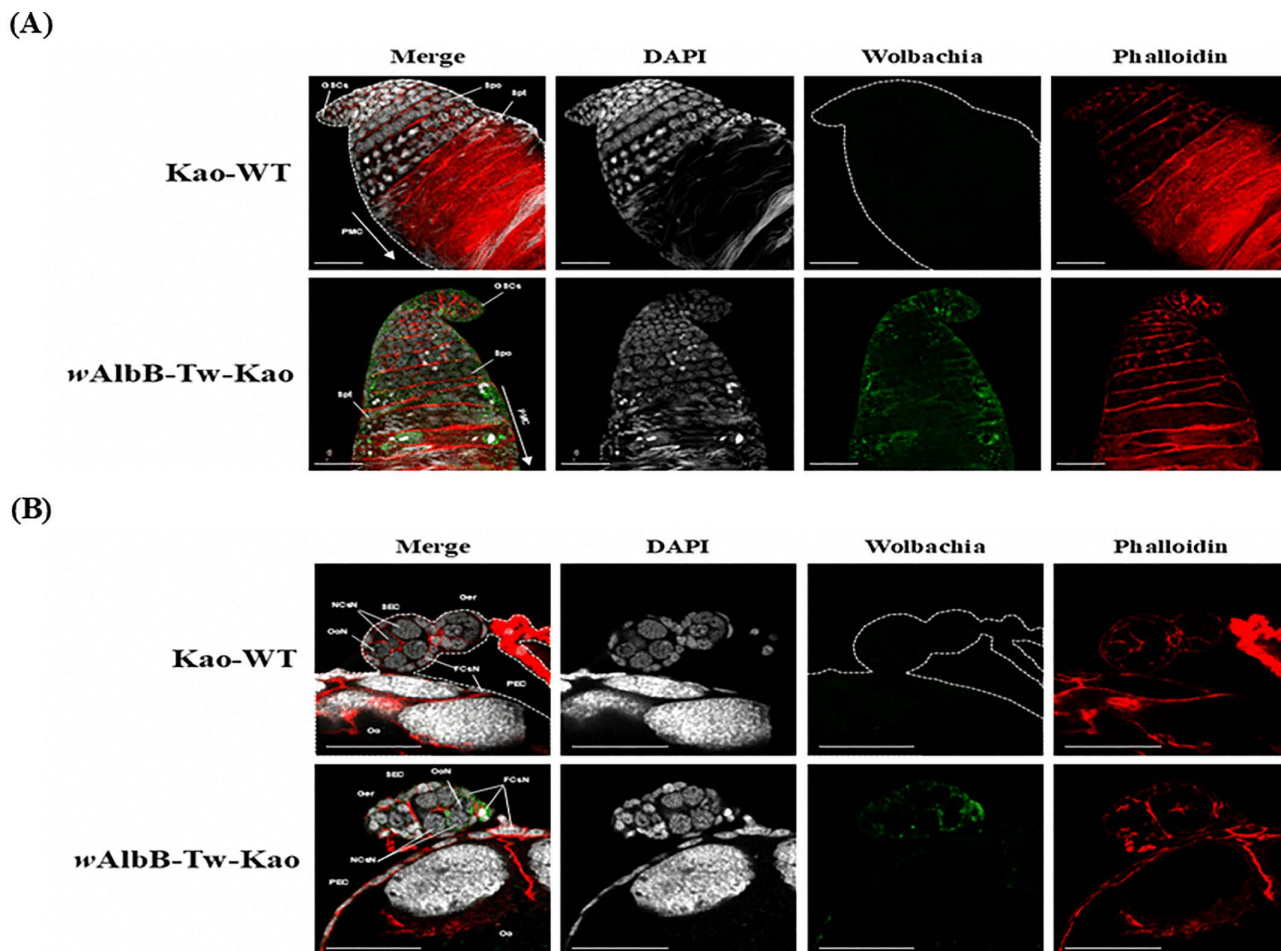 (A)
Merge DAPI Wolbachia Phalloidin
Kao-WT
GSCs
Spo
Spt
PMC
wAlbB-Tw-Kao
GSCs
Spo
Spt
PMC
(B)
Merge DAPI Wolbachia Phalloidin
Kao-WT
NCsN
SEC
Ger
OoN
FCsN
PEC
Oo
wAlbB-Tw-Kao
SEC
OoN
FCsN
Ger
NCsN
PEC
Oo